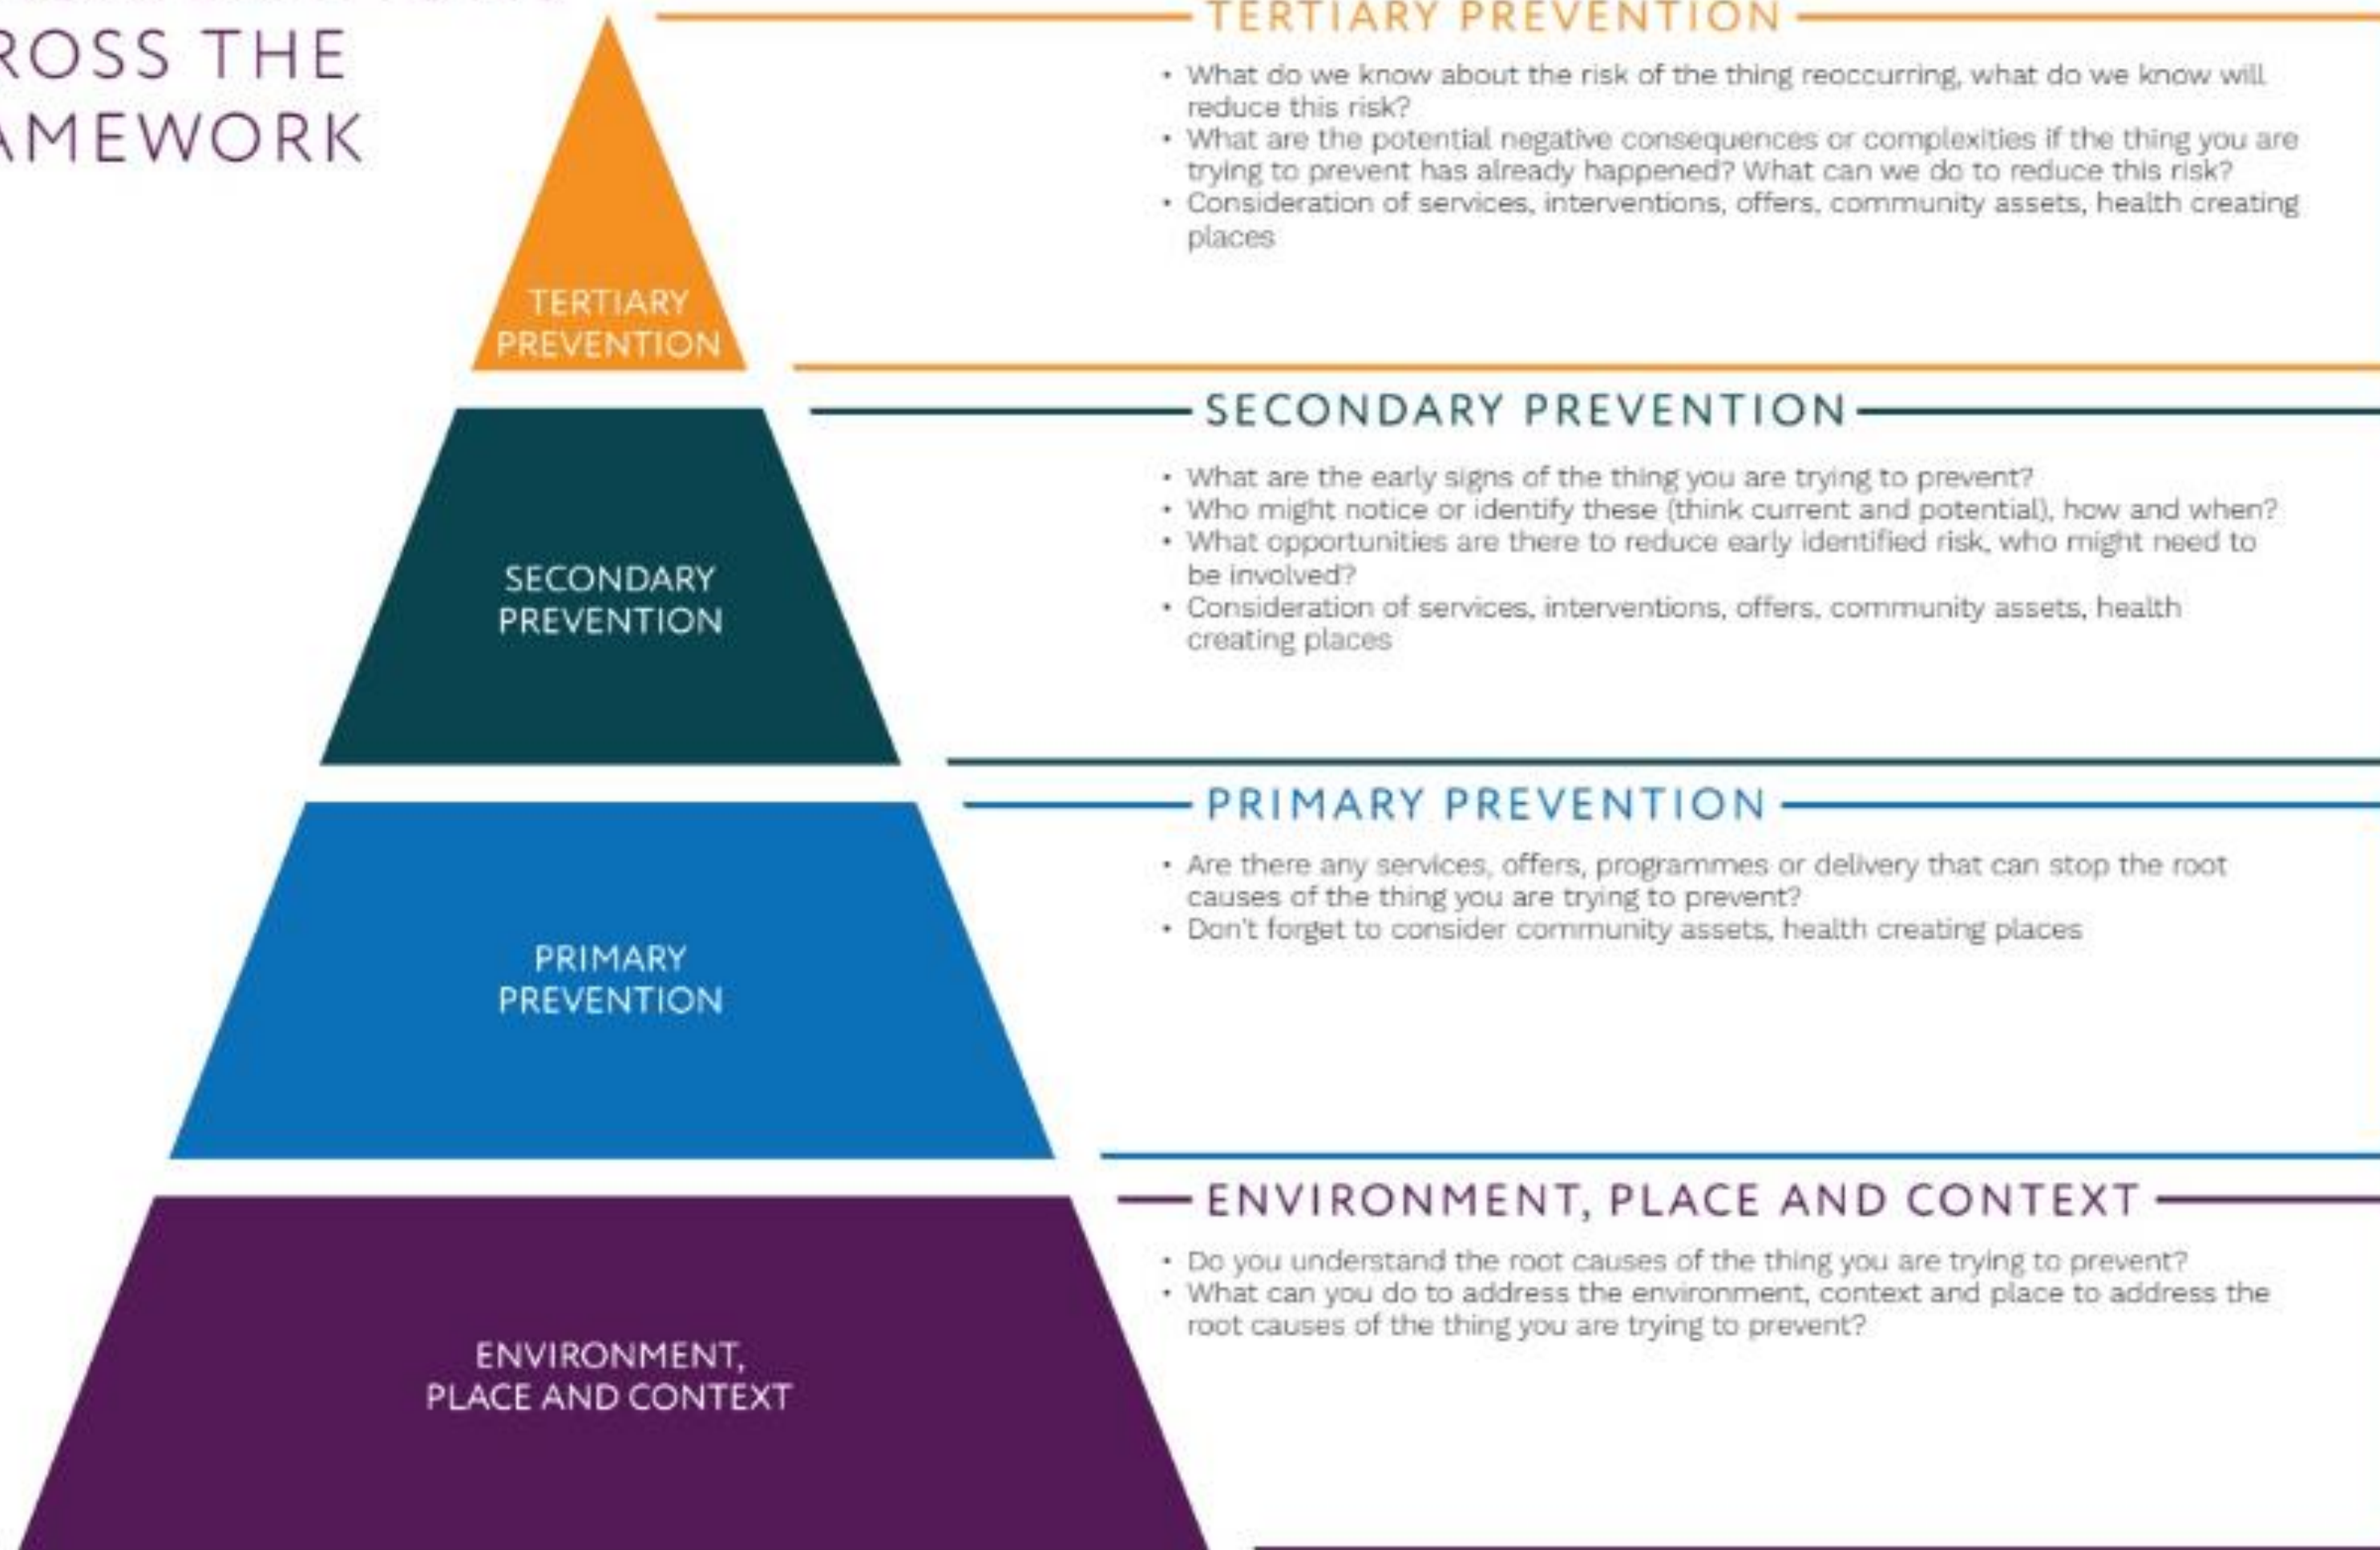 THE
TERTIARY PREVENTION
• What do we know about the risk of the thing reoccurring, what do we know will
reduce this risk?
• What are the potential negative consequences or complexities if the thing you are
trying to prevent has already happened? What can we do to reduce this risk?
• Consideration of services, interventions, offers, community assets, health creating
places
TERTIARY
PREVENTION
SECONDARY PREVENTION
• What are the early signs of the thing you are trying to prevent?
• Who might notice or identify these (think current and potential), how and when?
• What opportunities are there to reduce early identified risk, who might need to
be involved?
• Consideration of services, interventions, offers, community assets, health
creating places
SECONDARY
PREVENTION
PRIMARY PREVENTION
• Are there any services, offers, programmes or delivery that can stop the root
causes of the thing you are trying to prevent?
• Don't forget to consider community assets, health creating places
PRIMARY
PREVENTION
ENVIRONMENT, PLACE AND CONTEXT
• Do you understand the root causes of the thing you are trying to prevent?
• What can you do to address the environment, context and place to address the
root causes of the thing you are trying to prevent?
ENVIRONMENT,
PLACE AND CONTEXT